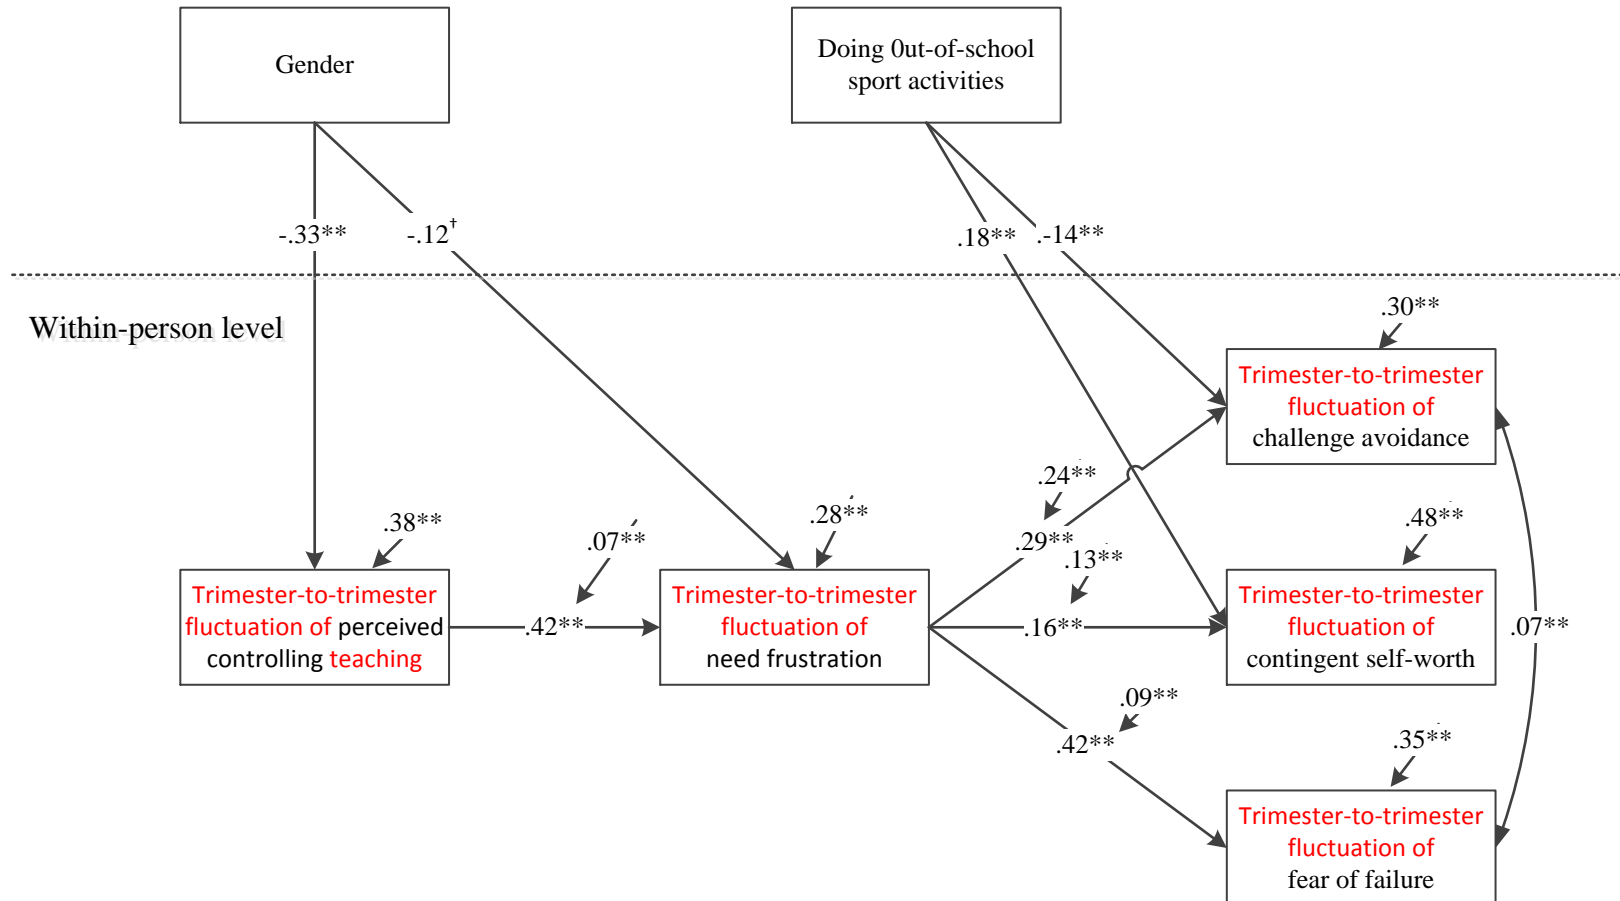 Gender
Doing 0ut-of-school
sport activities
-.33**
-.12†
.18**
.-14**
Within-person level
.30**
Trimester-to-trimester
fluctuation of
challenge avoidance
.24**
.38**
.07**
.28**
.29**
.13**
.48**
Trimester-to-trimester
fluctuation of perceived
controlling teaching
.42**
Trimester-to-trimester
fluctuation of
need frustration
.16**
Trimester-to-trimester
fluctuation of
contingent self-worth
.07**
.09**
.42**
.35**
Trimester-to-trimester
fluctuation of
fear of failure